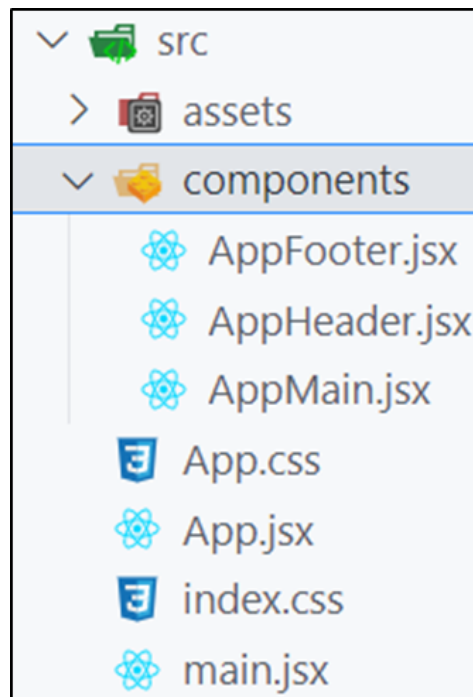 src
assets
components
AppFooter.jsx
AppHeader.jsx
AppMain.jsx
App.css
App.jsx
index.css
main.jsx